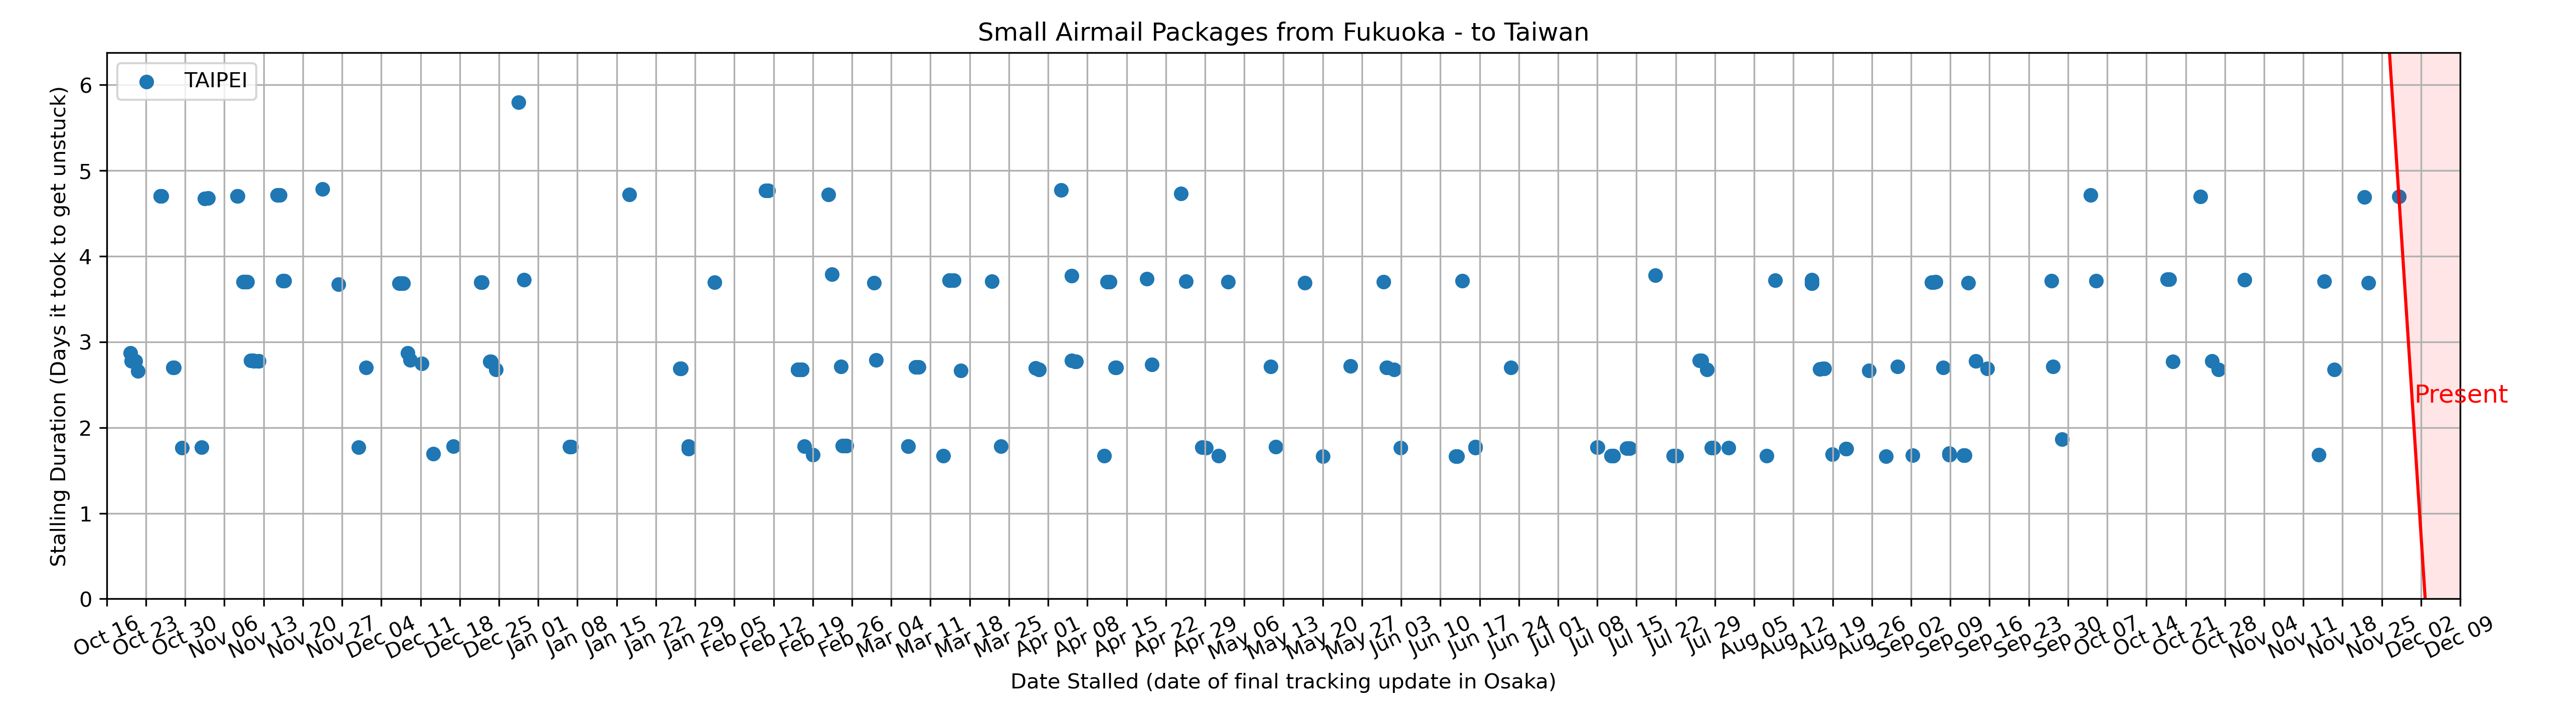 Small Airmail Packages from Fukuoka - to Taiwan
TAIPEI
Stalling Duration (Days it took to get unstuck)
6
5
4
3
2
1
0
Present
Oct 16
Oct 23
Oct 30
Nov 06
Nov 13
Nov 20
Nov 27
Dec 04
Dec 11
Dec 18
Dec 25
Jan 01
Jan 08
Jan 15
Jan 22
Jan 29
Feb 05
Feb 12
Feb 19
Feb 26
Mar 04
Mar 11
Mar 18
Mar 25
Apr 01
Apr 08
Apr 15
Apr 22
Apr 29
May 06
May 13
May 20
May 27
Jun 03
Jun 10
Jun 17
Jun 24
Jul 01
Jul 08
Jul 15
Jul 22
Jul 29
Aug 05
Aug 12
Aug 19
Aug 26
Sep 02
Sep 09
Sep 16
Sep 23
Sep 30
Oct 07
Oct 14
Oct 21
Oct 28
Nov 04
Nov 11
Nov 18
Nov 25
Dec 02
Dec 09
Date Stalled (date of final tracking update in Osaka)